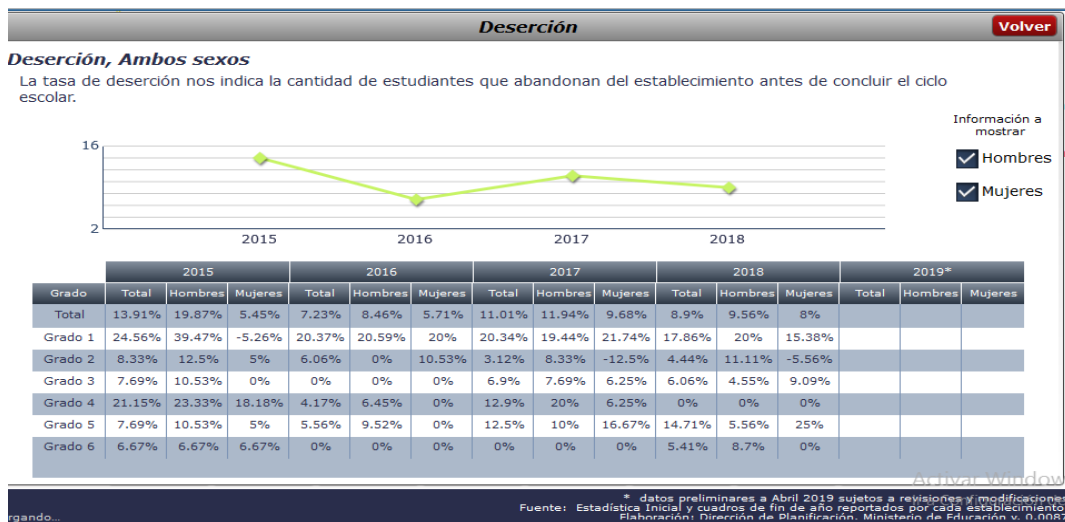 Deserción
Volver
Deserción, Ambos sexos
La tasa de deserción nos indica la cantidad de estudiantes que abandonan del establecimiento antes de concluir el ciclo
escolar.
Información a
mostrar
Hombres
Mujeres
16
2
2015 2016 2017 2018
2015 2016 2017 2018 2019*
Grado Total Hombres Mujeres Total Hombres Mujeres Total Hombres Mujeres Total Hombres Mujeres Total Hombres Mujeres
Total 13.91% 19.87% 5.45% 7.23% 8.46% 5.71% 11.01% 11.94% 9.68% 8.9% 9.56% 8%
Grado 1 24.56% 39.47% -5.26% 20.37% 20.59% 20% 20.34% 19.44% 21.74% 17.86% 20% 15.38%
Grado 2 8.33% 12.5% 5% 6.06% 0% 10.53% 3.12% 8.33% -12.5% 4.44% 11.11% -5.56%
Grado 3 7.69% 10.53% 0% 0% 0% 0% 6.9% 7.69% 6.25% 6.06% 4.55% 9.09%
Grado 4 21.15% 23.33% 18.18% 4.17% 6.45% 0% 12.9% 20% 6.25% 0% 0% 0%
Grado 5 7.69% 10.53% 5% 5.56% 9.52% 0% 12.5% 10% 16.67% 14.71% 5.56% 25%
Grado 6 6.67% 6.67% 6.67% 0% 0% 0% 0% 0% 0% 5.41% 8.7% 0%
Activar Window
* datos preliminares a Abril 2019 sujetos a revisiones y modificaciones
Fuente: Estadística Inicial y cuadros de fin de año reportados por cada establecimiento
rgando... Elaboración: Dirección de Planificación, Ministerio de Educación v. 0.0087